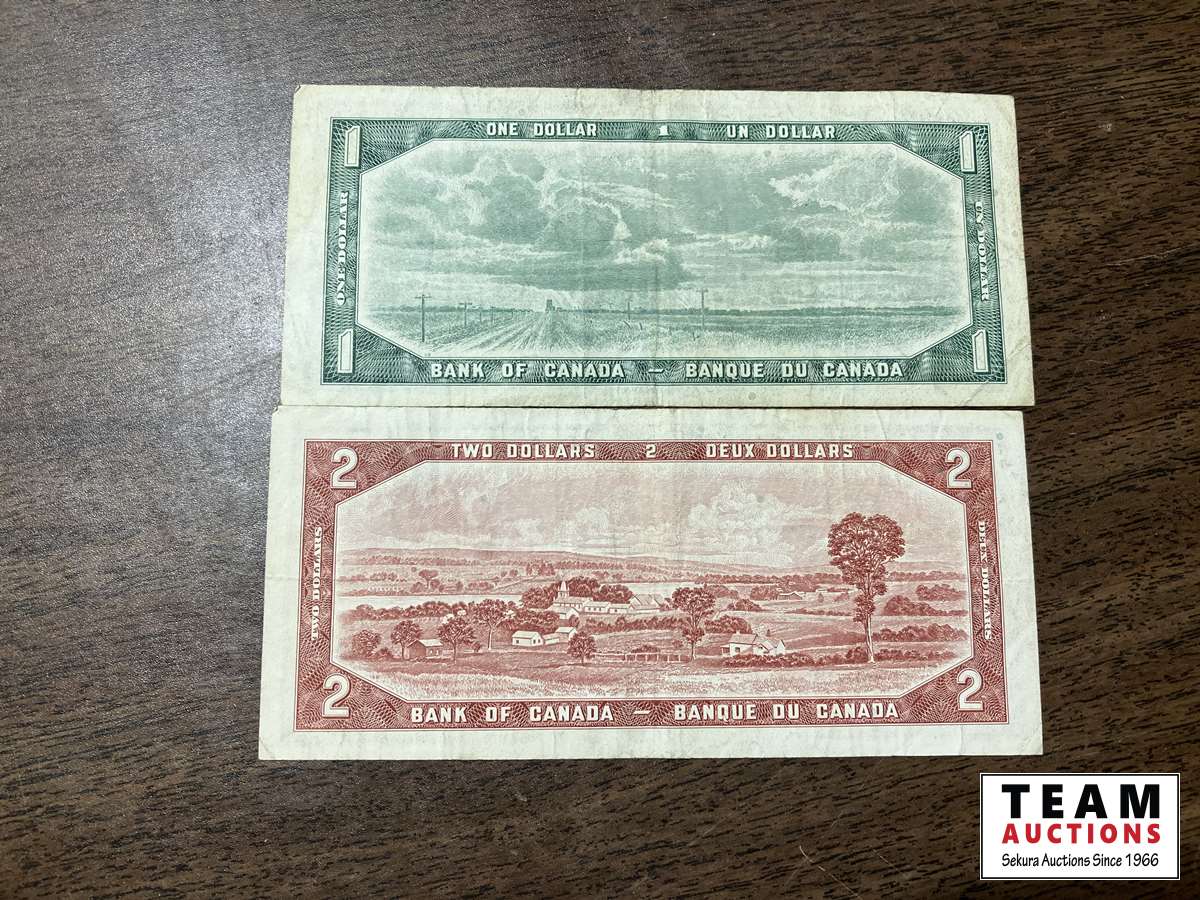 ONE DOLLAR 1 UN DOLLAR
1 1
ONE DOLLAR
UN DOLLAR
1 1
BANK OF CANADA — BANQUE DU CANADA
TWO DOLLARS 2 DEUX DOLLARS
2 2
TWO DOLLARS
DEUX DOLLARS
2 2
BANK OF CANADA — BANQUE DU CANADA
TEAM
AUCTIONS
Sekura Auctions Since 1966